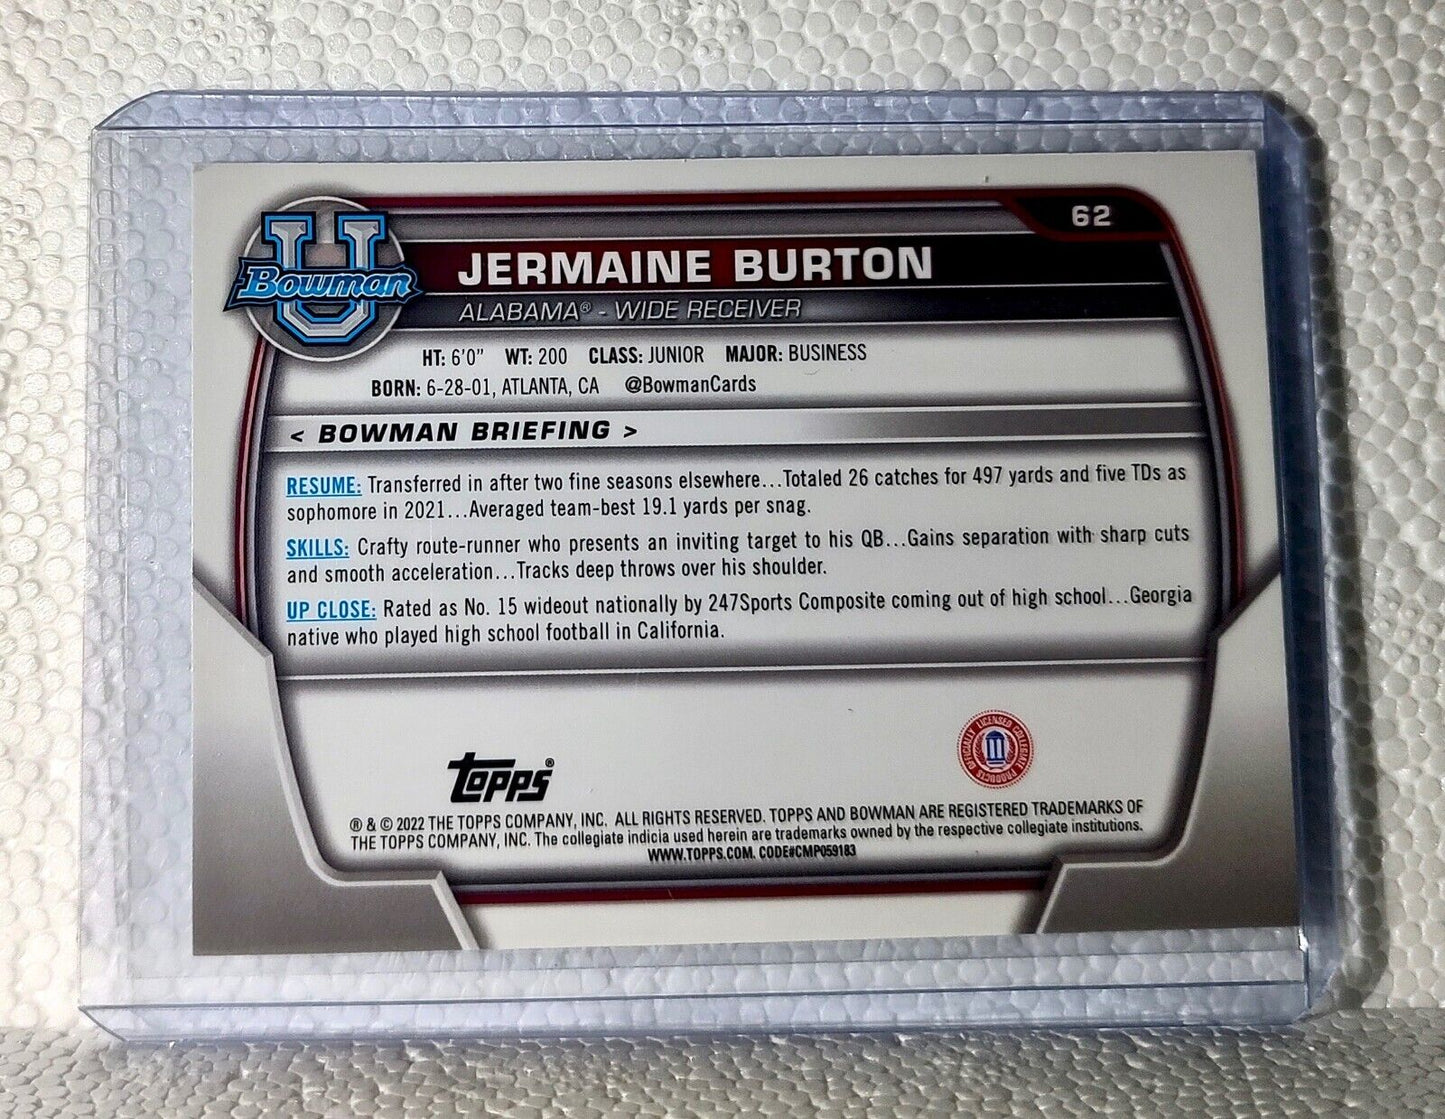 62
U
Bowman
JERMAINE BURTON
ALABAMA® - WIDE RECEIVER
HT: 6'0" WT: 200 CLASS: JUNIOR MAJOR: BUSINESS
BORN: 6-28-01, ATLANTA, CA @BowmanCards
< BOWMAN BRIEFING >
RESUME: Transferred in after two fine seasons elsewhere...Totaled 26 catches for 497 yards and five TDs as
sophomore in 2021...Averaged team-best 19.1 yards per snag.
SKILLS: Crafty route-runner who presents an inviting target to his QB...Gains separation with sharp cuts
and smooth acceleration...Tracks deep throws over his shoulder.
UP CLOSE: Rated as No. 15 wideout nationally by 247Sports Composite coming out of high school...Georgia
native who played high school football in California.
topps®
OFFICIALLY LICENSED COLLEGIATE PRODUCTS
® & © 2022 THE TOPPS COMPANY, INC. ALL RIGHTS RESERVED. TOPPS AND BOWMAN ARE REGISTERED TRADEMARKS OF
THE TOPPS COMPANY, INC. The collegiate indicia used herein are trademarks owned by the respective collegiate institutions.
WWW.TOPPS.COM. CODE#CMP059183